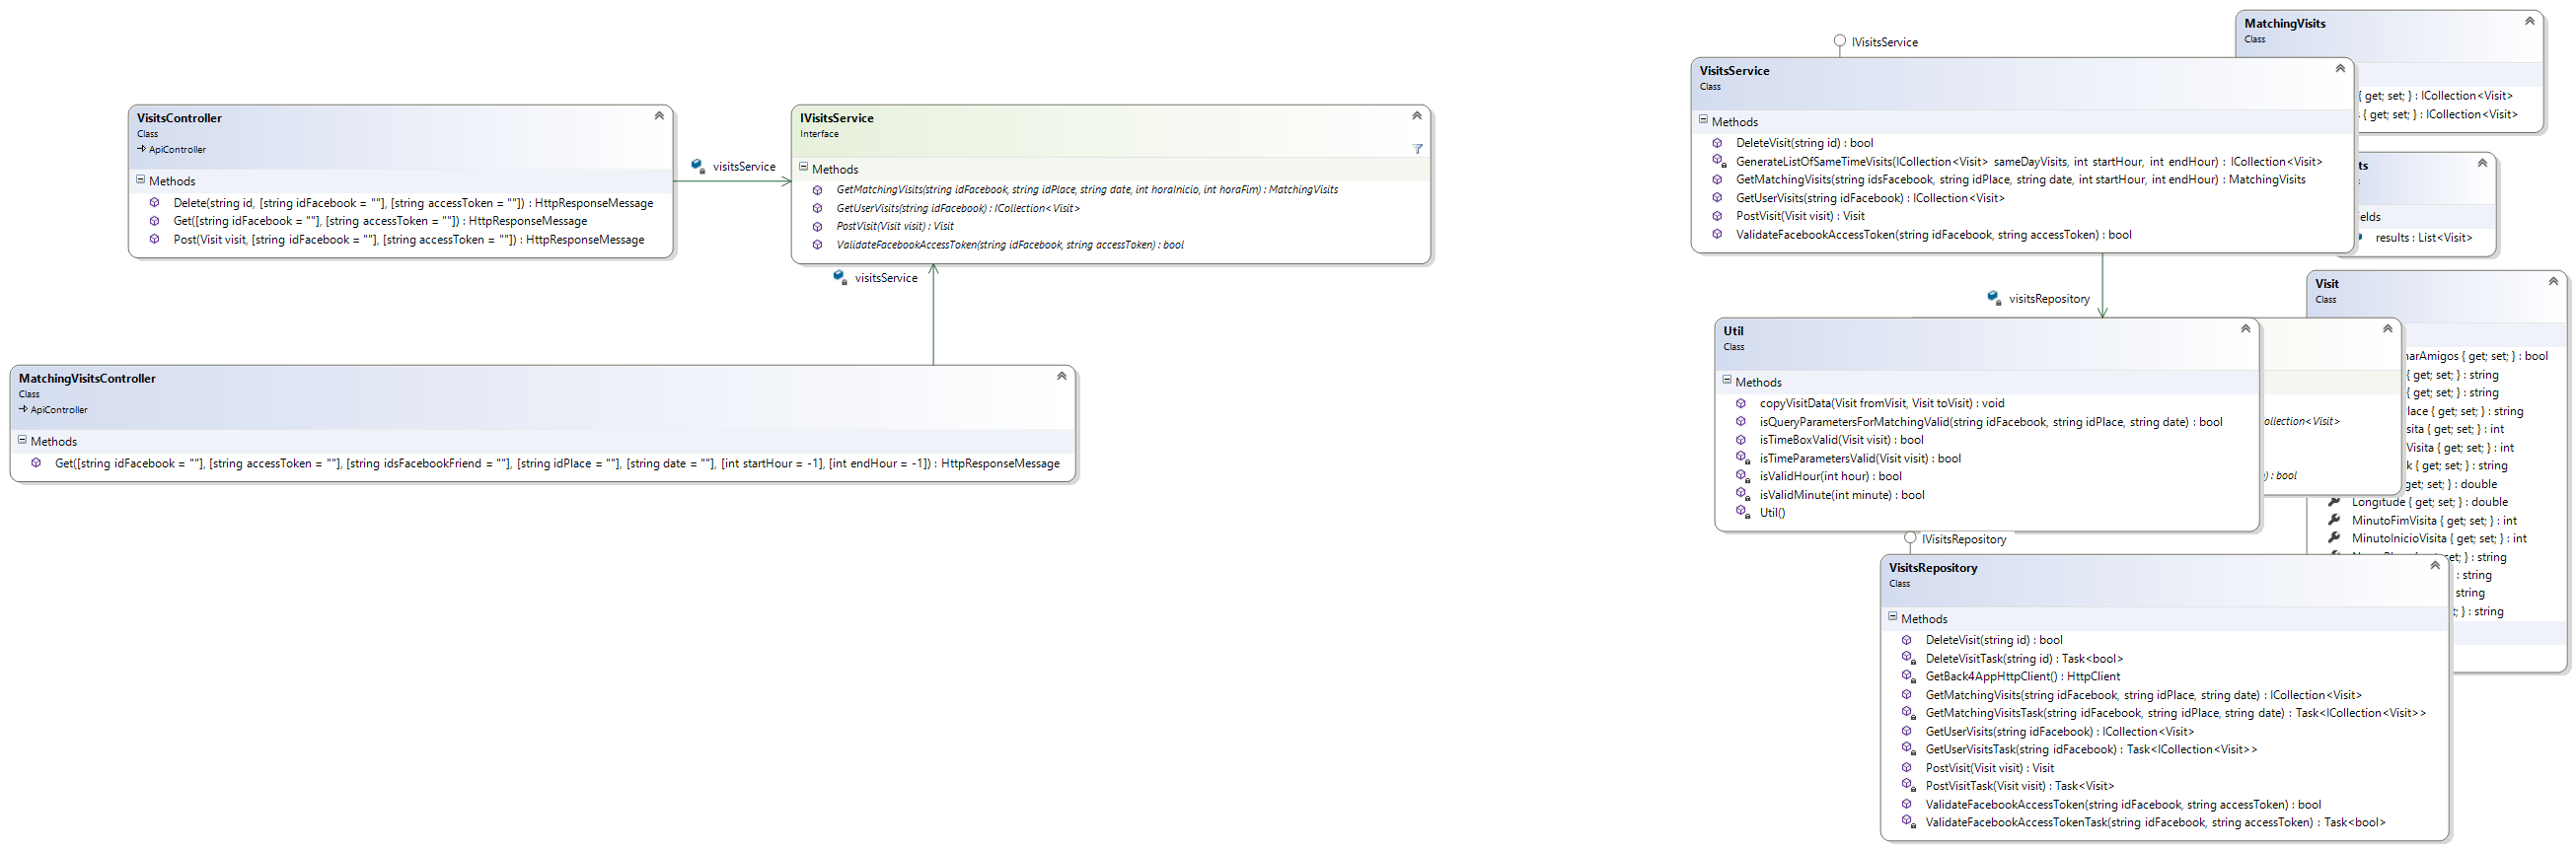 VisitsController
Class
ApiController
Methods
Delete(string id, [string idFacebook = ""], [string accessToken = ""]) : HttpResponseMessage
Get([string idFacebook = ""], [string accessToken = ""]) : HttpResponseMessage
Post(Visit visit, [string idFacebook = ""], [string accessToken = ""]) : HttpResponseMessage
visitsService
IVisitsService
Interface
Methods
GetMatchingVisits(string idFacebook, string idPlace, string date, int horaInicio, int horaFim) : MatchingVisits
GetUserVisits(string idFacebook) : ICollection<Visit>
PostVisit(Visit visit) : Visit
ValidateFacebookAccessToken(string idFacebook, string accessToken) : bool
visitsService
MatchingVisitsController
Class
ApiController
Methods
Get([string idFacebook = ""], [string accessToken = ""], [string idsFacebookFriend = ""], [string idPlace = ""], [string date = ""], [int startHour = -1], [int endHour = -1]) : HttpResponseMessage
IVisitsService
VisitsService
Class
Methods
DeleteVisit(string id) : bool
GenerateListOfSameTimeVisits(ICollection<Visit> sameDayVisits, int startHour, int endHour) : ICollection<Visit>
GetMatchingVisits(string idsFacebook, string idPlace, string date, int startHour, int endHour) : MatchingVisits
GetUserVisits(string idFacebook) : ICollection<Visit>
PostVisit(Visit visit) : Visit
ValidateFacebookAccessToken(string idFacebook, string accessToken) : bool
MatchingVisits
Class
{ get; set; } : ICollection<Visit>
{ get; set; } : ICollection<Visit>
ts
elds
results : List<Visit>
visitsRepository
Util
Class
Methods
copyVisitData(Visit fromVisit, Visit toVisit) : void
isQueryParametersForMatchingValid(string idFacebook, string idPlace, string date) : bool
isTimeBoxValid(Visit visit) : bool
isTimeParametersValid(Visit visit) : bool
isValidHour(int hour) : bool
isValidMinute(int minute) : bool
Util()
ollection<Visit>
) : bool
Visit
Class
narAmigos { get; set; } : bool
{ get; set; } : string
{ get; set; } : string
lace { get; set; } : string
sita { get; set; } : int
Visita { get; set; } : int
k { get; set; } : string
get; set; } : double
Longitude { get; set; } : double
MinutoFimVisita { get; set; } : int
MinutoInicioVisita { get; set; } : int
set; } : string
: string
string
; } : string
IVisitsRepository
VisitsRepository
Class
Methods
DeleteVisit(string id) : bool
DeleteVisitTask(string id) : Task<bool>
GetBack4AppHttpClient() : HttpClient
GetMatchingVisits(string idFacebook, string idPlace, string date) : ICollection<Visit>
GetMatchingVisitsTask(string idFacebook, string idPlace, string date) : Task<ICollection<Visit>>
GetUserVisits(string idFacebook) : ICollection<Visit>
GetUserVisitsTask(string idFacebook) : Task<ICollection<Visit>>
PostVisit(Visit visit) : Visit
PostVisitTask(Visit visit) : Task<Visit>
ValidateFacebookAccessToken(string idFacebook, string accessToken) : bool
ValidateFacebookAccessTokenTask(string idFacebook, string accessToken) : Task<bool>